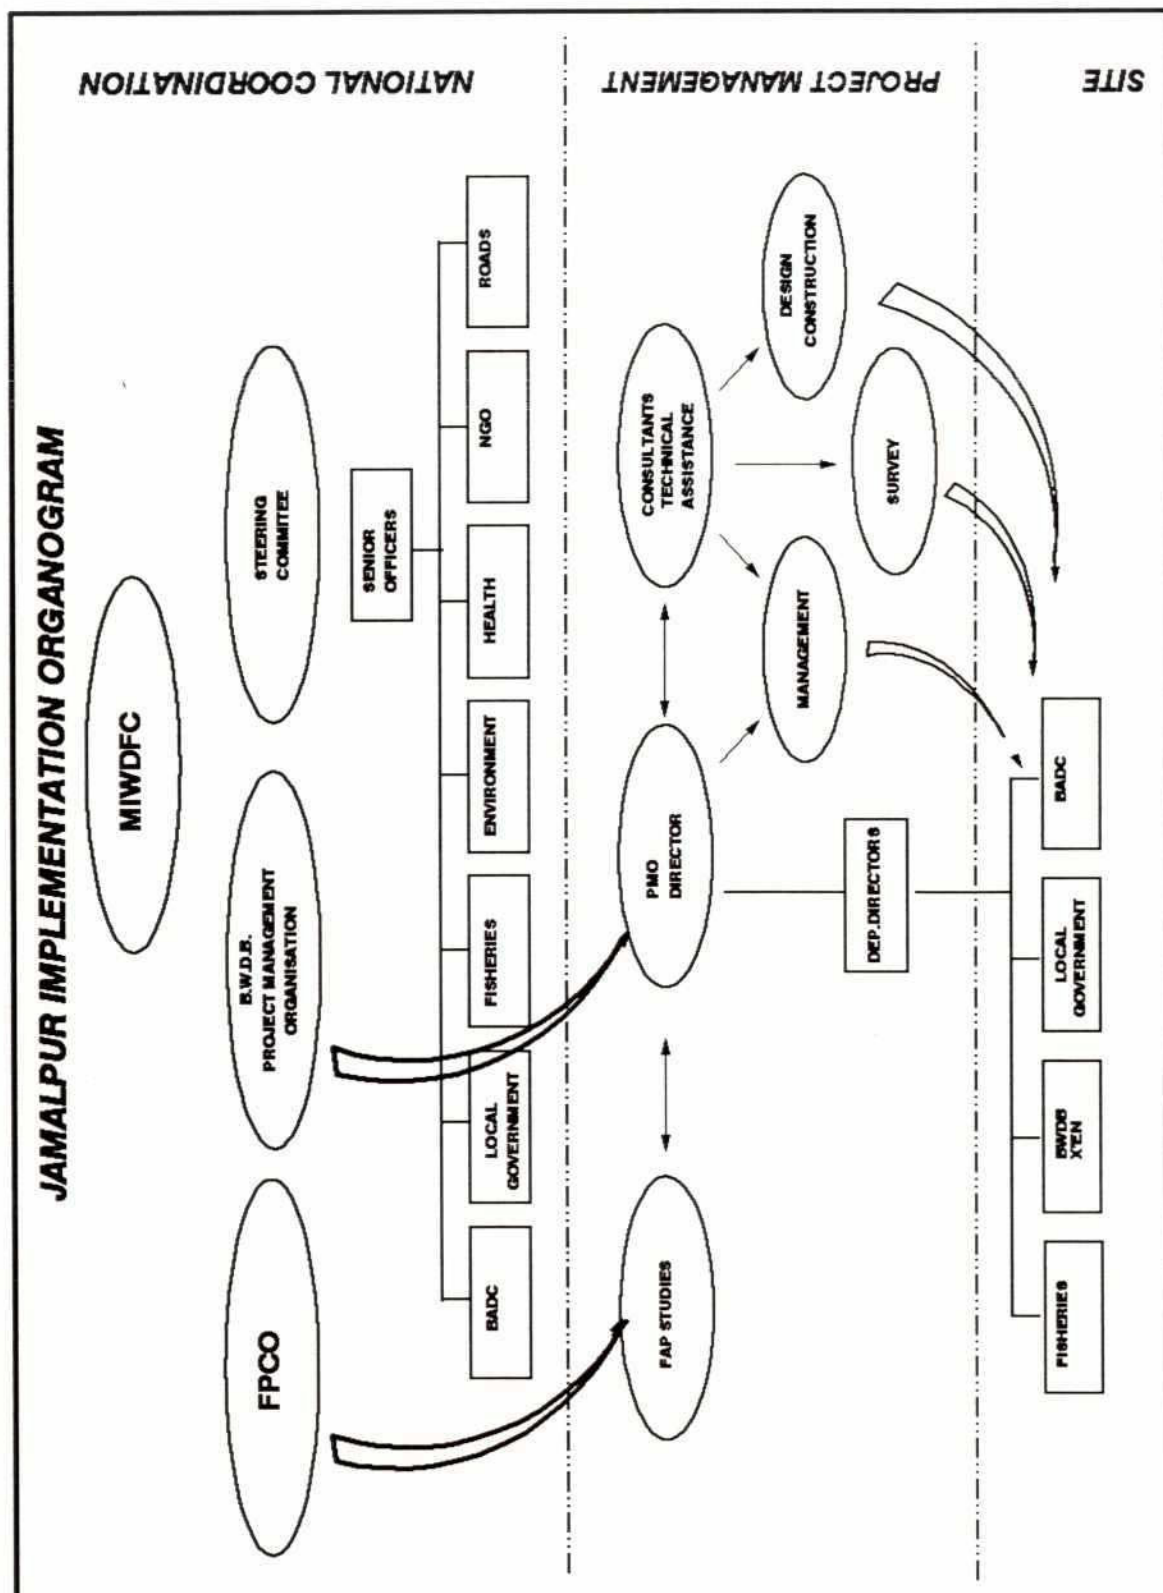 JAMALPUR IMPLEMENTATION ORGANOGRAM
NATIONAL COORDINATION
MIWDFC
FPCO
B.W.D.B.
PROJECT MANAGEMENT
ORGANISATION
STEERING
COMMITEE
SENIOR
OFFICERS
BADC
LOCAL
GOVERNMENT
FISHERIES
ENVIRONMENT
HEALTH
NGO
ROADS
PROJECT MANAGEMENT
FAP STUDIES
PMO
DIRECTOR
CONSULTANTS
TECHNICAL
ASSISTANCE
MANAGEMENT
DESIGN
CONSTRUCTION
SURVEY
DEP.DIRECTORS
SITE
FISHERIES
BWDB
X'EN
LOCAL
GOVERNMENT
BADC